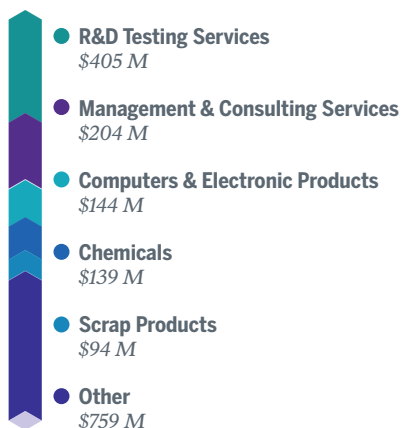 R&D Testing Services
$405 M
Management & Consulting Services
$204 M
Computers & Electronic Products
$144 M
Chemicals
$139 M
Scrap Products
$94 M
Other
$759 M